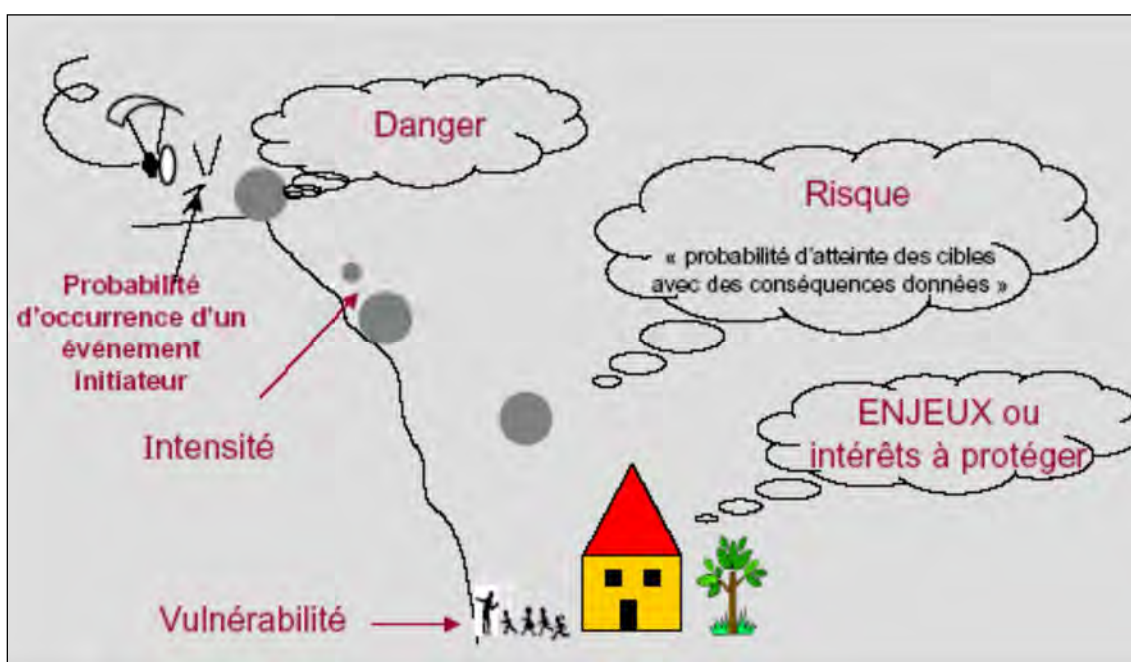 Danger
Risque
« probabilité d'atteinte des cibles
avec des conséquences données »
Probabilité
d'occurrence d'un
événement
initiateur
Intensité
ENJEUX ou
intérêts à protéger
Vulnérabilité